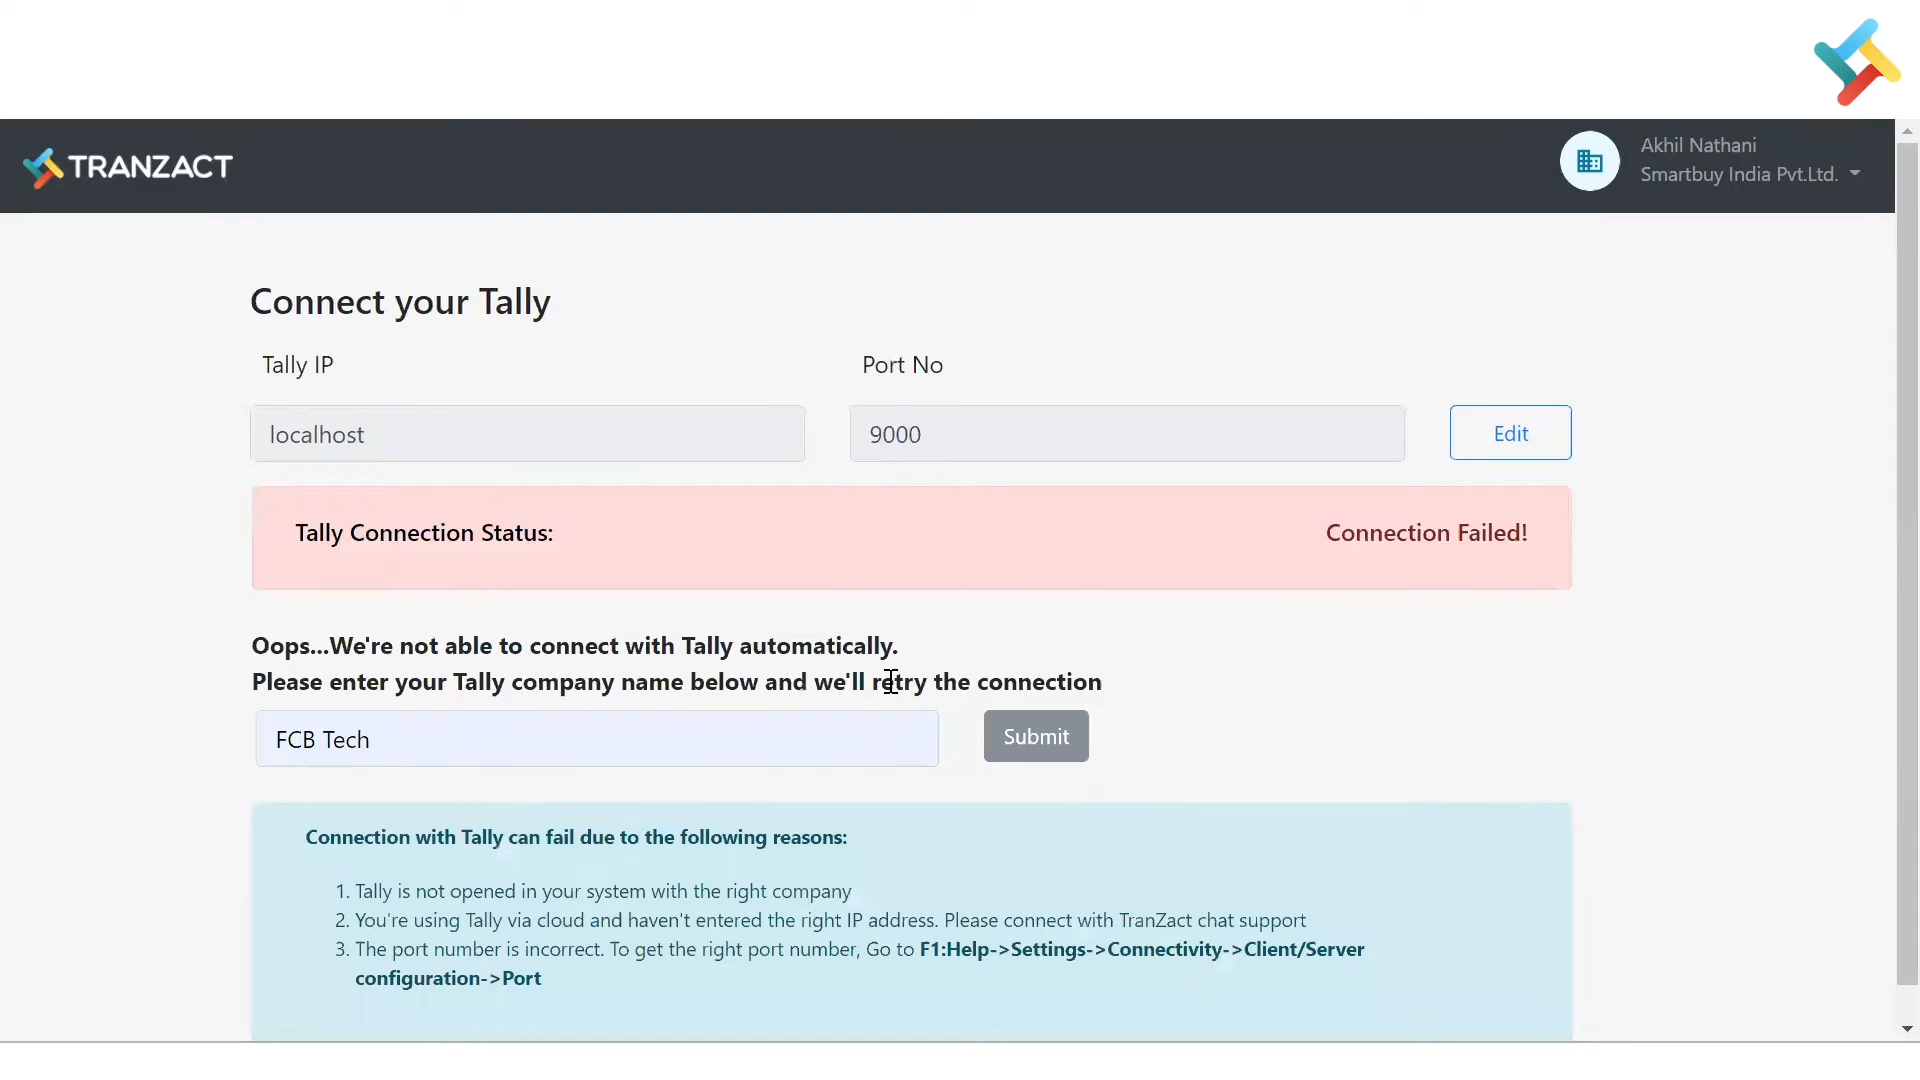 TRANZACT
Akhil Nathani
Smartbuy India Pvt.Ltd.
Connect your Tally
Tally IP
Port No
localhost
9000
Edit
Tally Connection Status:
Connection Failed!
Oops...We're not able to connect with Tally automatically.
Please enter your Tally company name below and we'll retry the connection
FCB Tech
Submit
Connection with Tally can fail due to the following reasons:
1. Tally is not opened in your system with the right company
2. You're using Tally via cloud and haven't entered the right IP address. Please connect with TranZact chat support
3. The port number is incorrect. To get the right port number, Go to F1:Help->Settings->Connectivity->Client/Server
configuration->Port